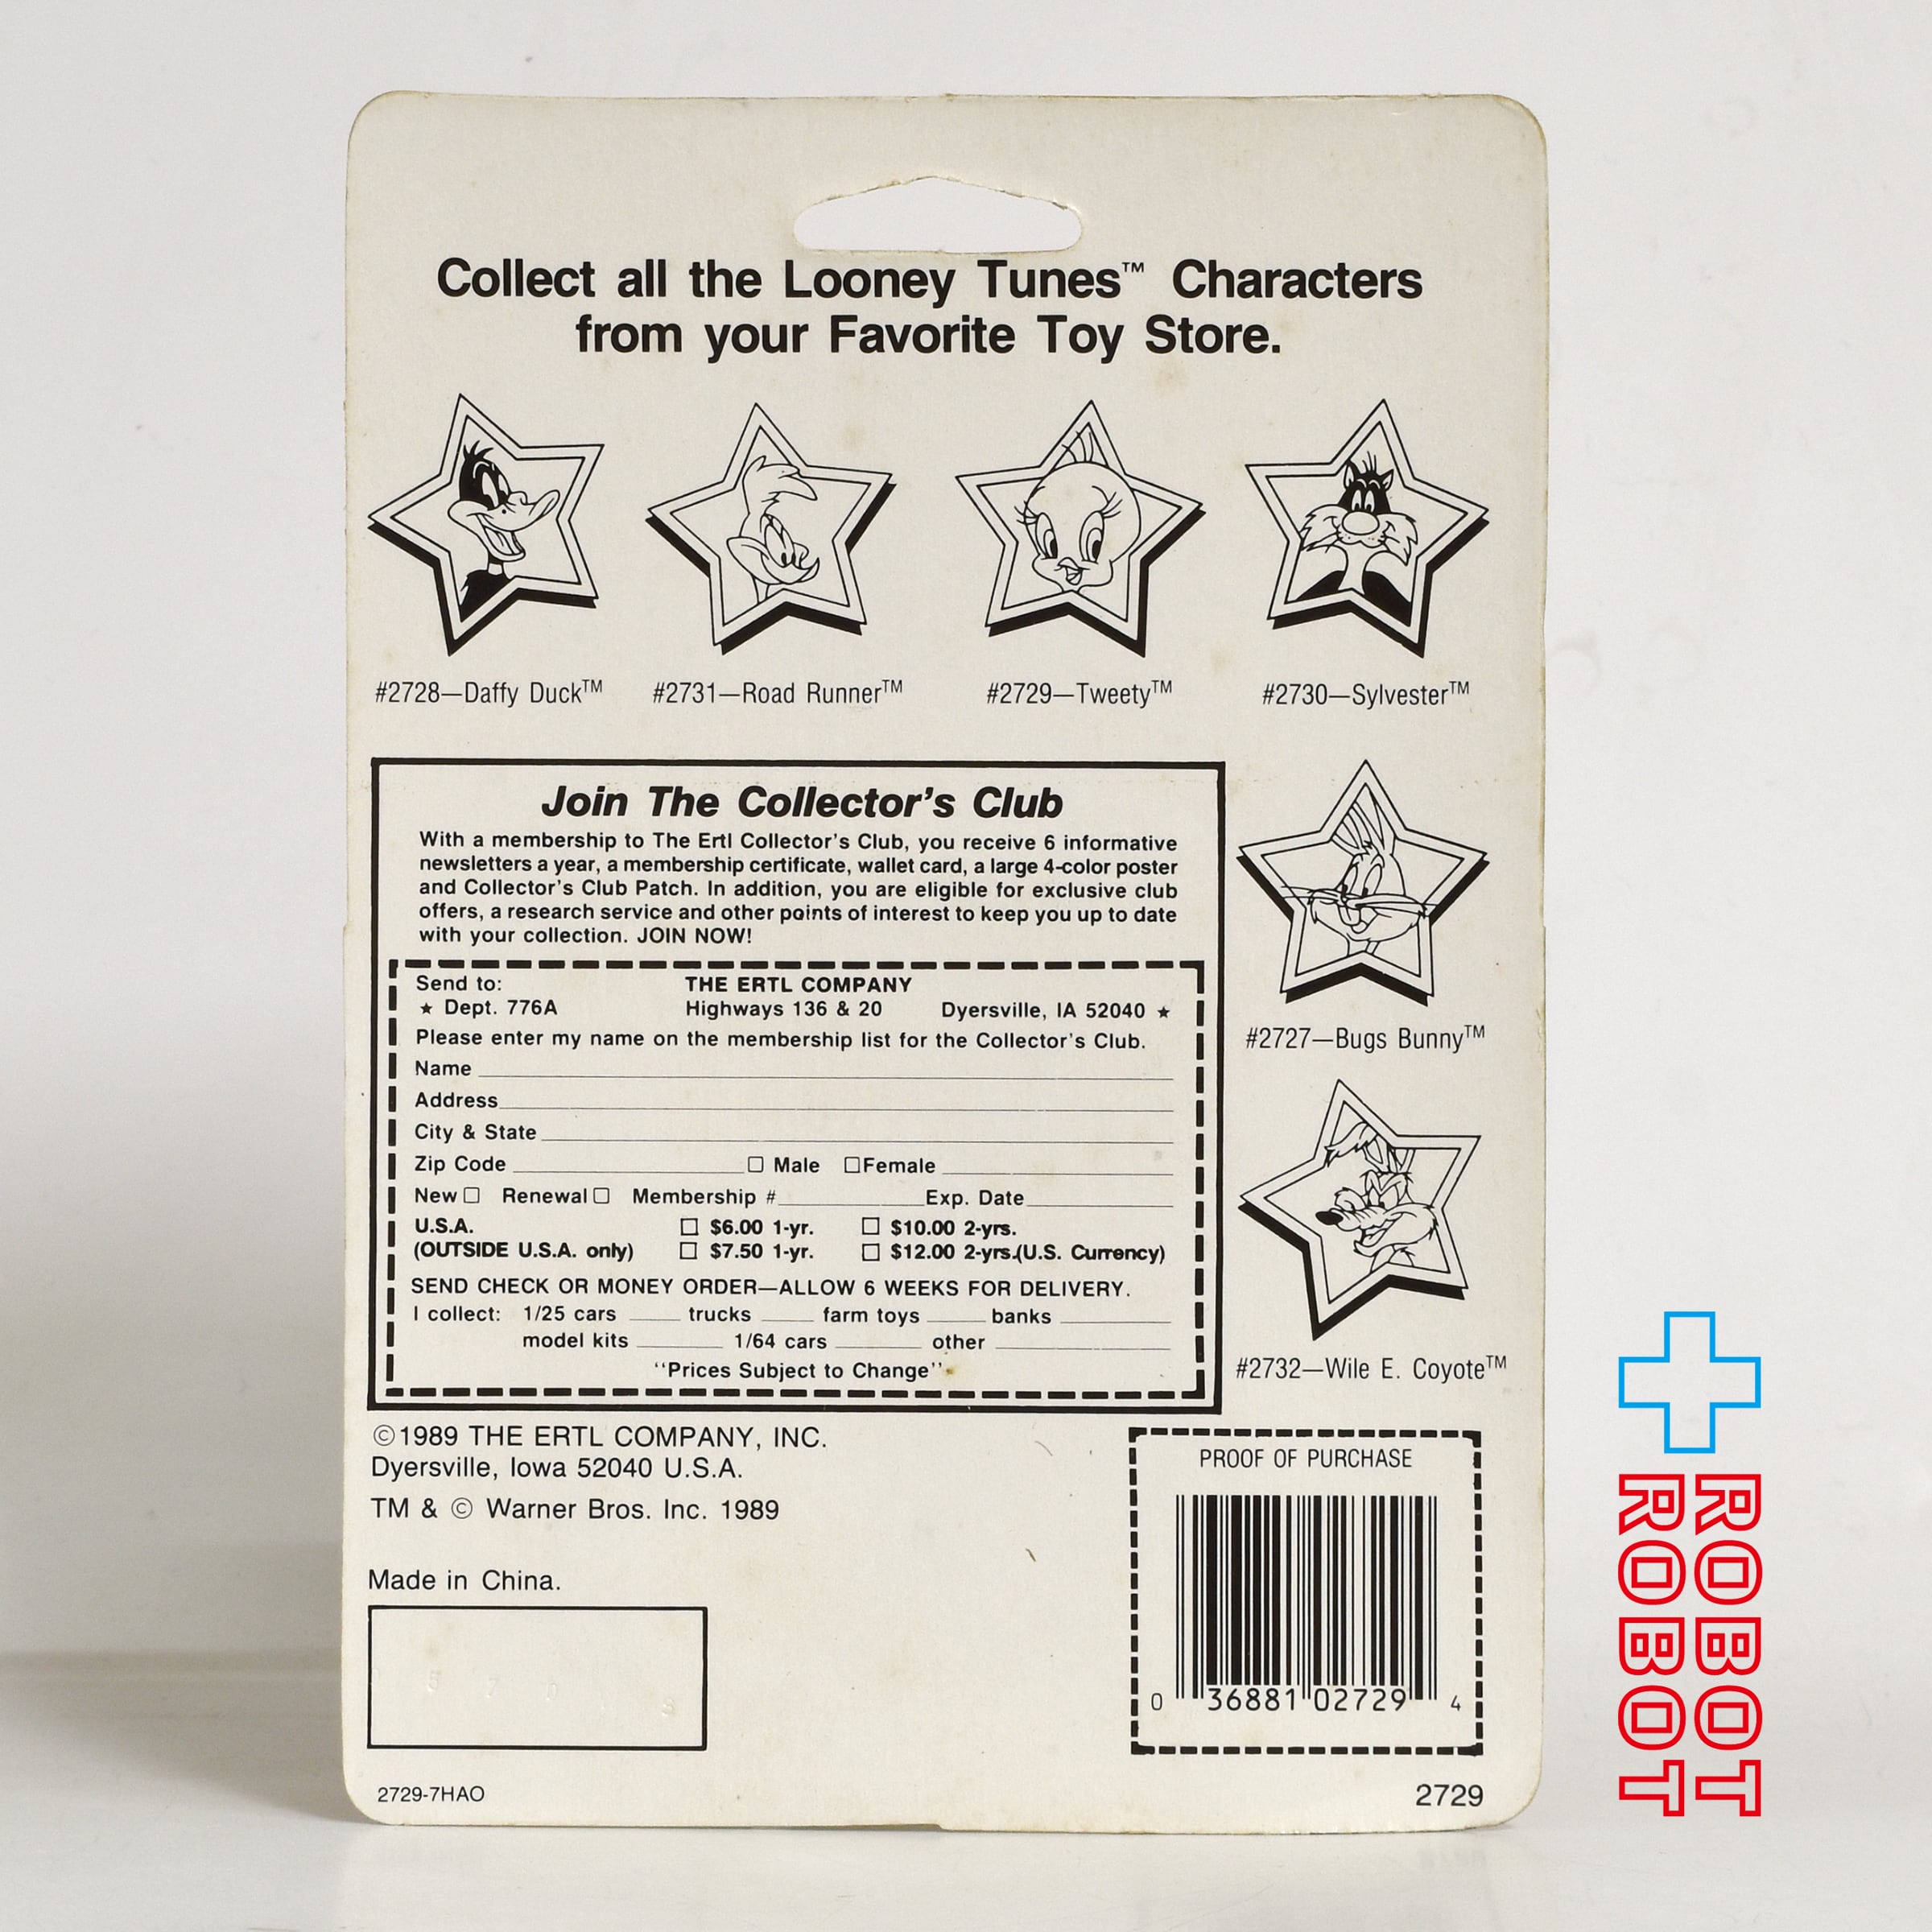 Collect all the Looney Tunes™ Characters
from your Favorite Toy Store.
#2728—Daffy Duck™
#2731—Road Runner™
#2729—Tweety™
#2730—Sylvester™
Join The Collector's Club
With a membership to The Ertl Collector's Club, you receive 6 informative
newsletters a year, a membership certificate, wallet card, a large 4-color poster
and Collector's Club Patch. In addition, you are eligible for exclusive club
offers, a research service and other points of interest to keep you up to date
with your collection. JOIN NOW!
Send to: THE ERTL COMPANY
★ Dept. 776A Highways 136 & 20 Dyersville, IA 52040 ★
Please enter my name on the membership list for the Collector's Club.
Name
Address
City & State
Zip Code □ Male □Female
New □ Renewal □ Membership # Exp. Date
U.S.A. □ $6.00 1-yr. □ $10.00 2-yrs.
(OUTSIDE U.S.A. only) □ $7.50 1-yr. □ $12.00 2-yrs.(U.S. Currency)
SEND CHECK OR MONEY ORDER—ALLOW 6 WEEKS FOR DELIVERY.
I collect: 1/25 cars trucks farm toys banks
model kits 1/64 cars other
"Prices Subject to Change"
#2727—Bugs Bunny™
#2732—Wile E. Coyote™
©1989 THE ERTL COMPANY, INC.
Dyersville, Iowa 52040 U.S.A.
TM & © Warner Bros. Inc. 1989
Made in China.
PROOF OF PURCHASE
0 36881 02729 4
2729-7HAO
2729
ROBOT
ROBOT